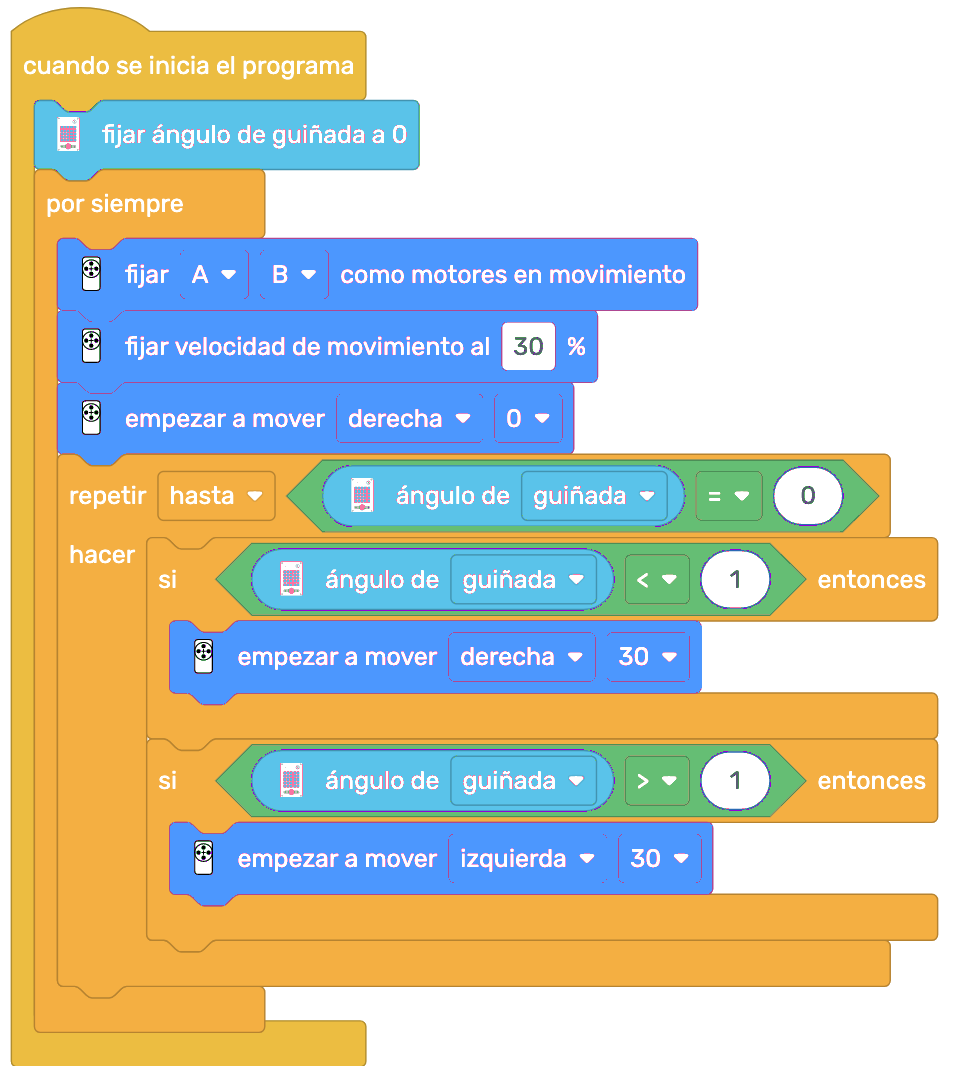 cuando se inicia el programa
fijar ángulo de guiñada a 0
por siempre
fijar A B como motores en movimiento
fijar velocidad de movimiento al 30 %
empezar a mover derecha 0
repetir hasta ángulo de guiñada = 0
hacer
si ángulo de guiñada < 1 entonces
empezar a mover derecha 30
si ángulo de guiñada > 1 entonces
empezar a mover izquierda 30